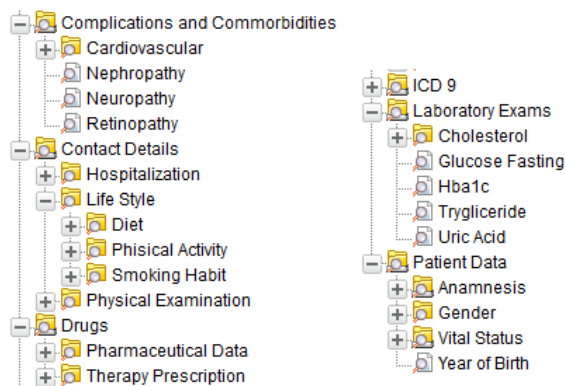 Complications and Commorbidities
Cardiovascular
Nephropathy
Neuropathy
Retinopathy
Contact Details
Hospitalization
Life Style
Diet
Phisical Activity
Smoking Habit
Physical Examination
Drugs
Pharmaceutical Data
Therapy Prescription
ICD 9
Laboratory Exams
Cholesterol
Glucose Fasting
Hba1c
Trygliceride
Uric Acid
Patient Data
Anamnesis
Gender
Vital Status
Year of Birth